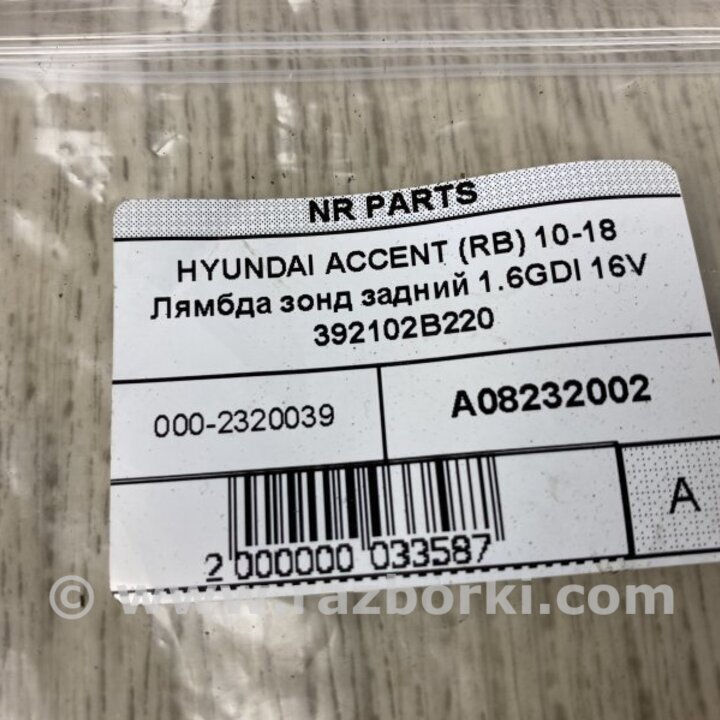 NR PARTS
HYUNDAI ACCENT (RB) 10-18
Лямбда зонд задний 1.6GDI 16V
392102B220
000-2320039
A08232002
A
2 000000 033587
© www.razborki.com